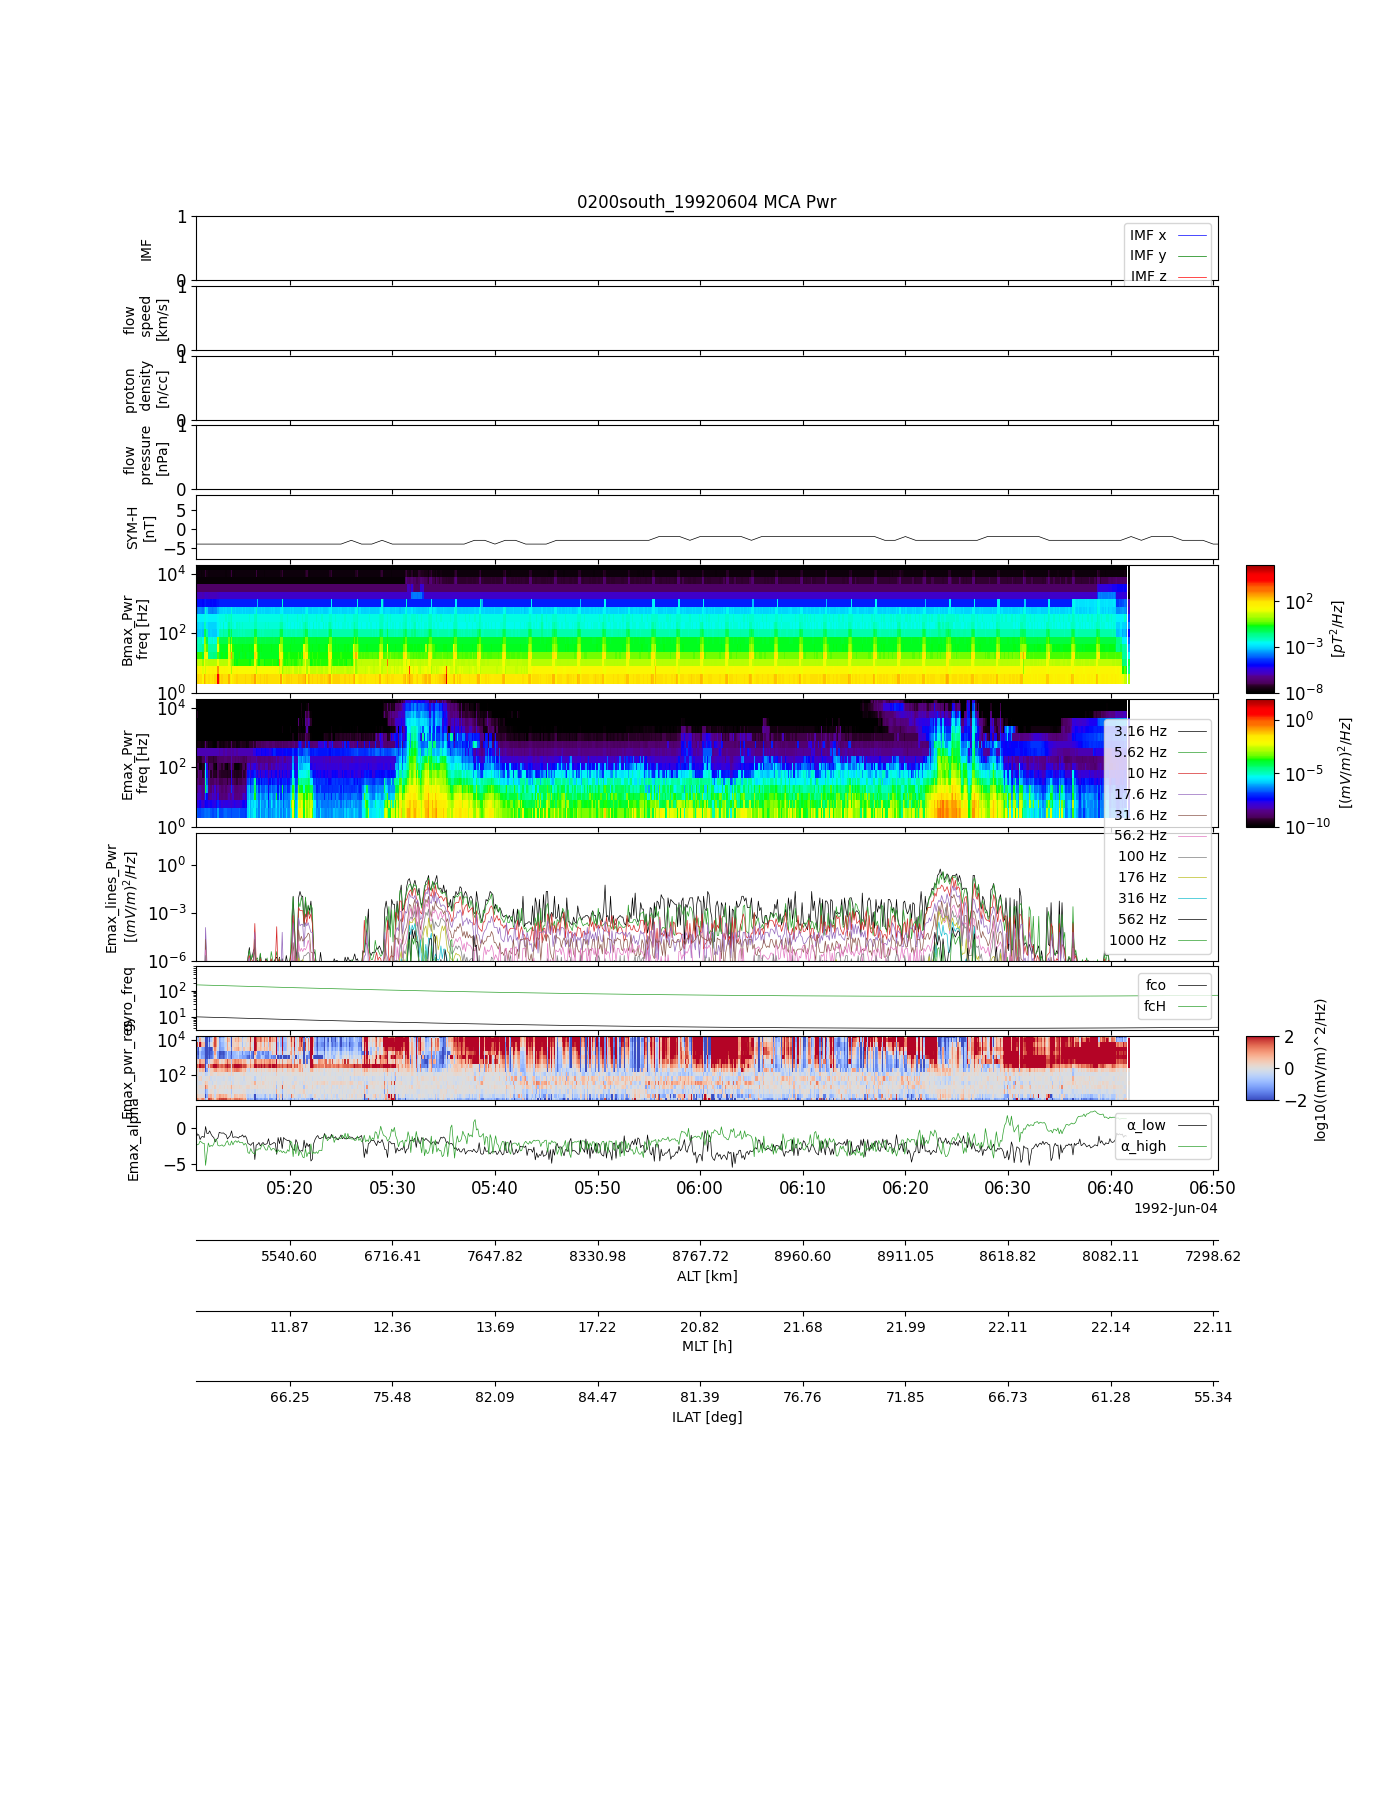 0200south_19920604 MCA Pwr
1
0
IMF
IMF x
IMF y
IMF z
1
0
flow
speed
[km/s]
1
0
proton
density
[n/cc]
1
0
flow
pressure
[nPa]
5
0
−5
SYM-H
[nT]
10^4
10^2
10^0
Bmax_Pwr
freq [Hz]
10^2
10^−3
10^−8
[pT^2/Hz]
10^4
10^2
10^0
Emax_Pwr
freq [Hz]
10^0
10^−5
10^−10
[(mV/m)^2/Hz]
3.16 Hz
5.62 Hz
10 Hz
17.6 Hz
31.6 Hz
56.2 Hz
100 Hz
176 Hz
316 Hz
562 Hz
1000 Hz
10^0
10^−3
10^−6
Emax_lines_Pwr
[(mV/m)^2/Hz]
10^2
10^1
gyro_freq
fco
fcH
10^4
10^2
Emax_pwr_reg
2
0
−2
log10((mV/m)^2/Hz)
0
−5
Emax_alpha
α_low
α_high
05:20 05:30 05:40 05:50 06:00 06:10 06:20 06:30 06:40 06:50
1992-Jun-04
5540.60 6716.41 7647.82 8330.98 8767.72 8960.60 8911.05 8618.82 8082.11 7298.62
ALT [km]
11.87 12.36 13.69 17.22 20.82 21.68 21.99 22.11 22.14 22.11
MLT [h]
66.25 75.48 82.09 84.47 81.39 76.76 71.85 66.73 61.28 55.34
ILAT [deg]